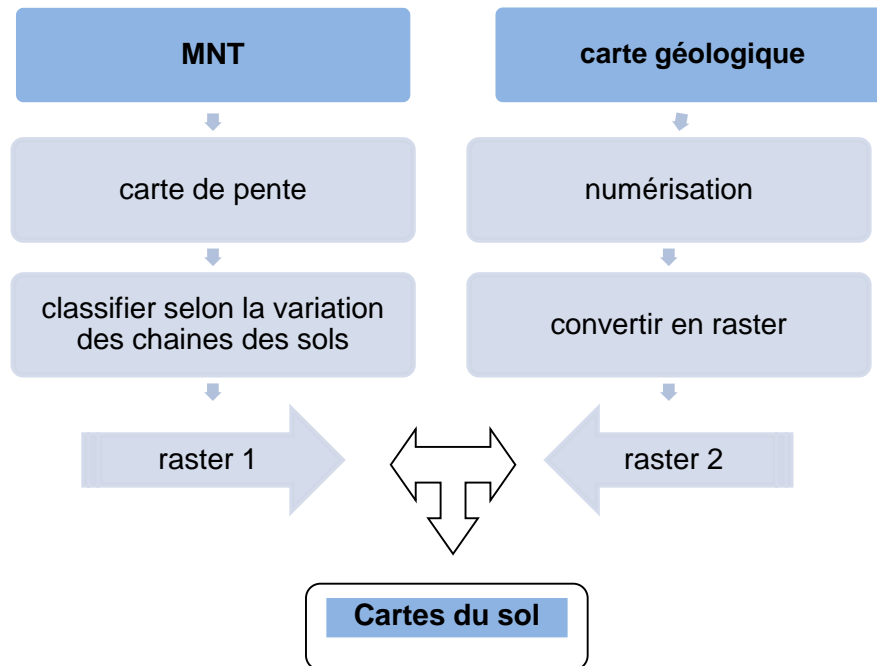 MNT
carte géologique
carte de pente
numérisation
classifier selon la variation
des chaines des sols
convertir en raster
raster 1
raster 2
Cartes du sol